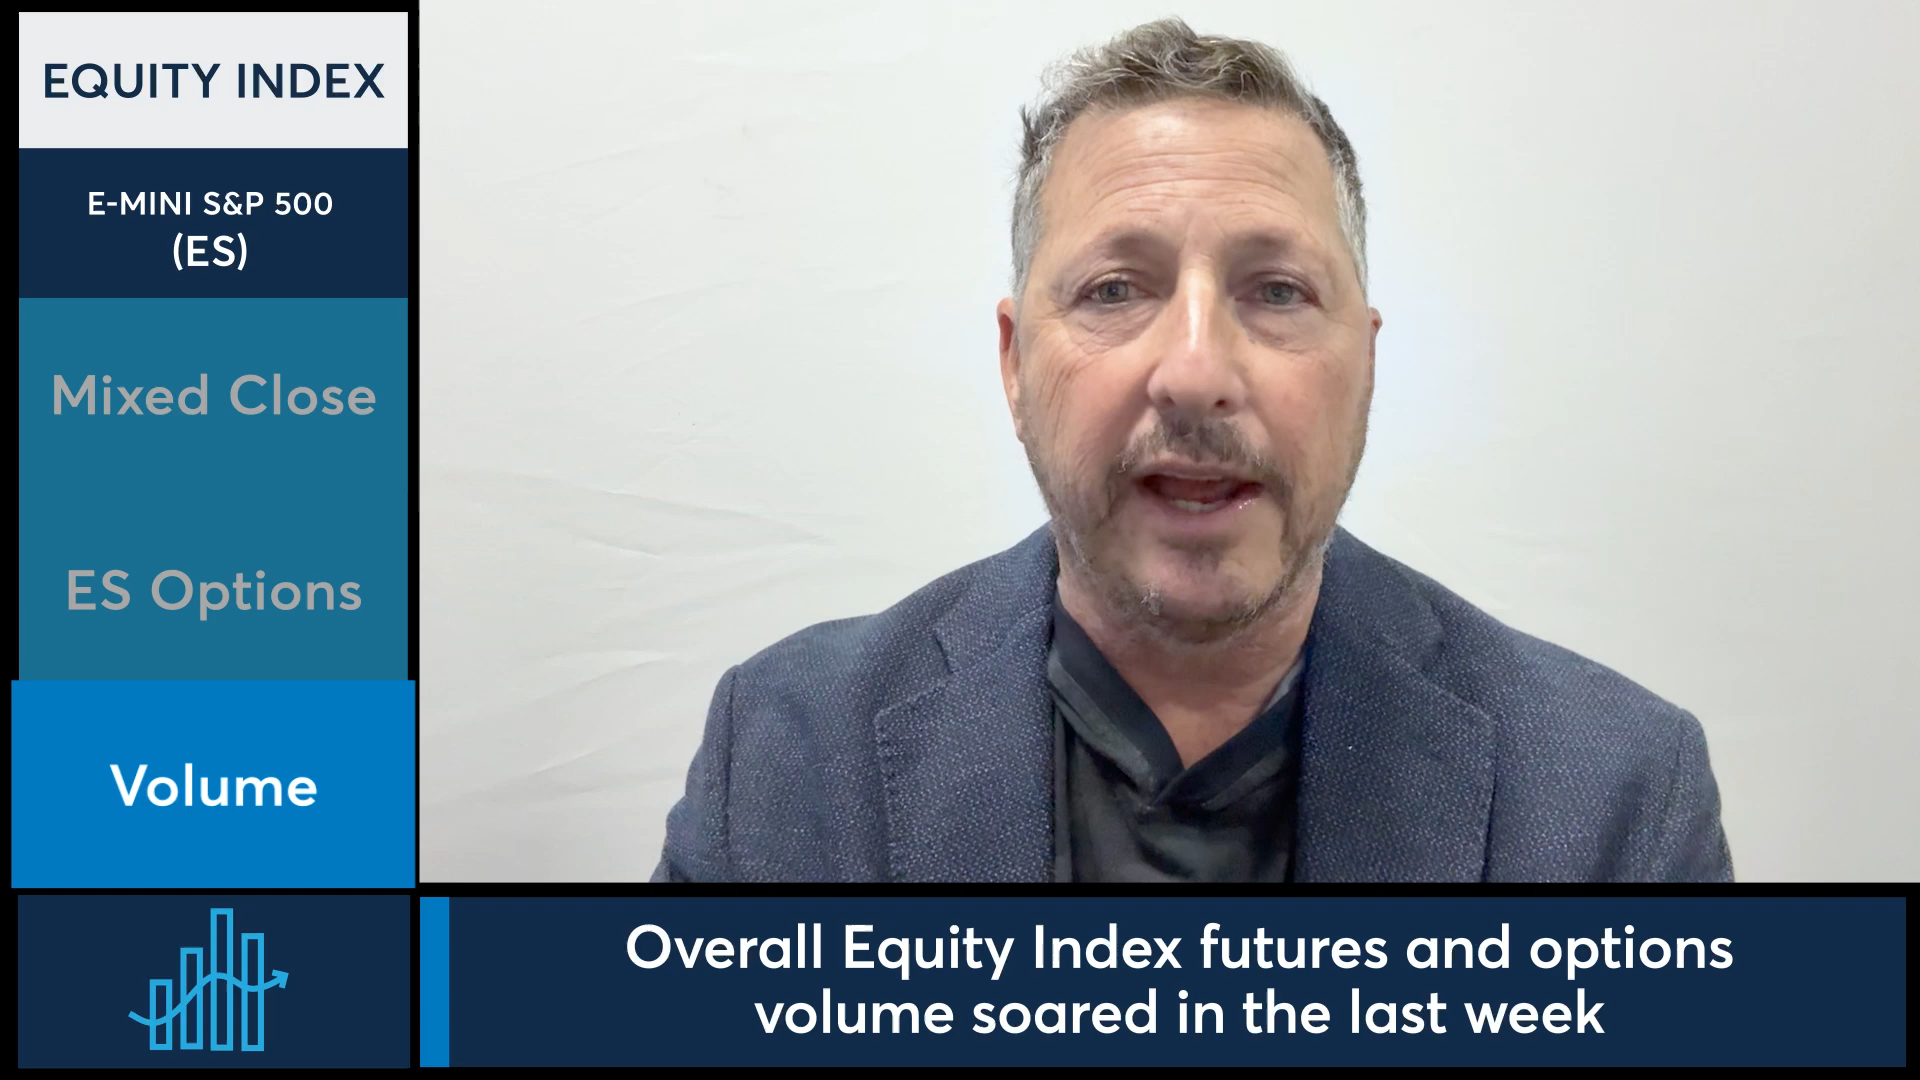 EQUITY INDEX
E-MINI S&P 500
(ES)
Mixed Close
ES Options
Volume
Overall Equity Index futures and options
volume soared in the last week